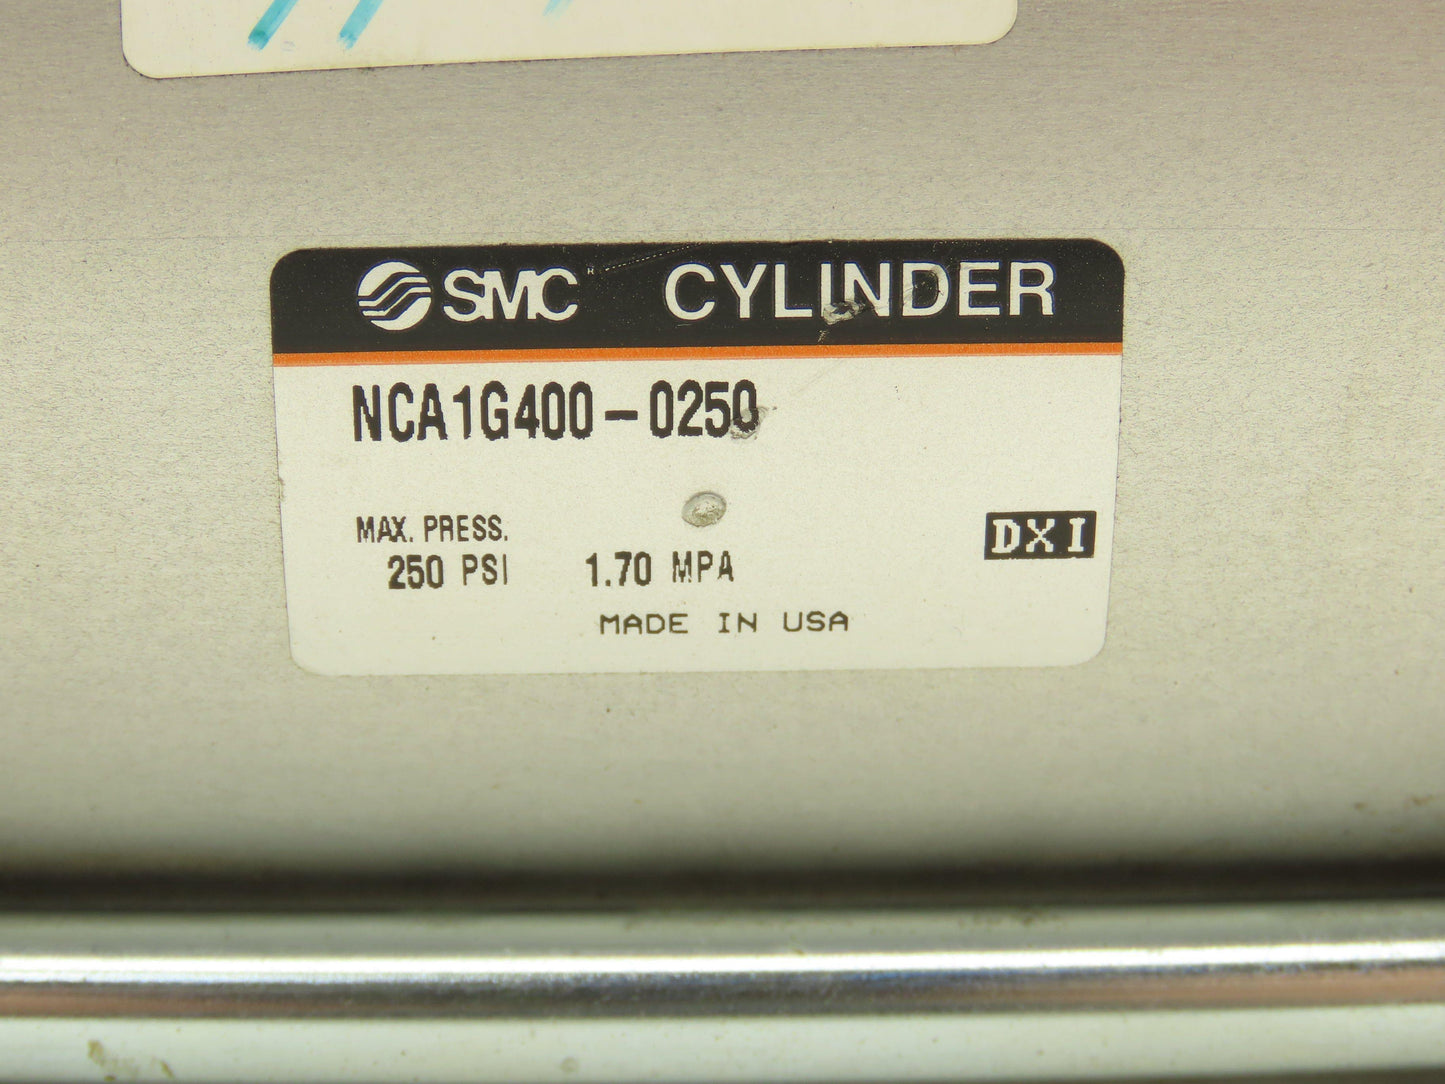 SMC® CYLINDER
NCA1G400-0250
MAX. PRESS.
250 PSI 1.70 MPA
DXI
MADE IN USA